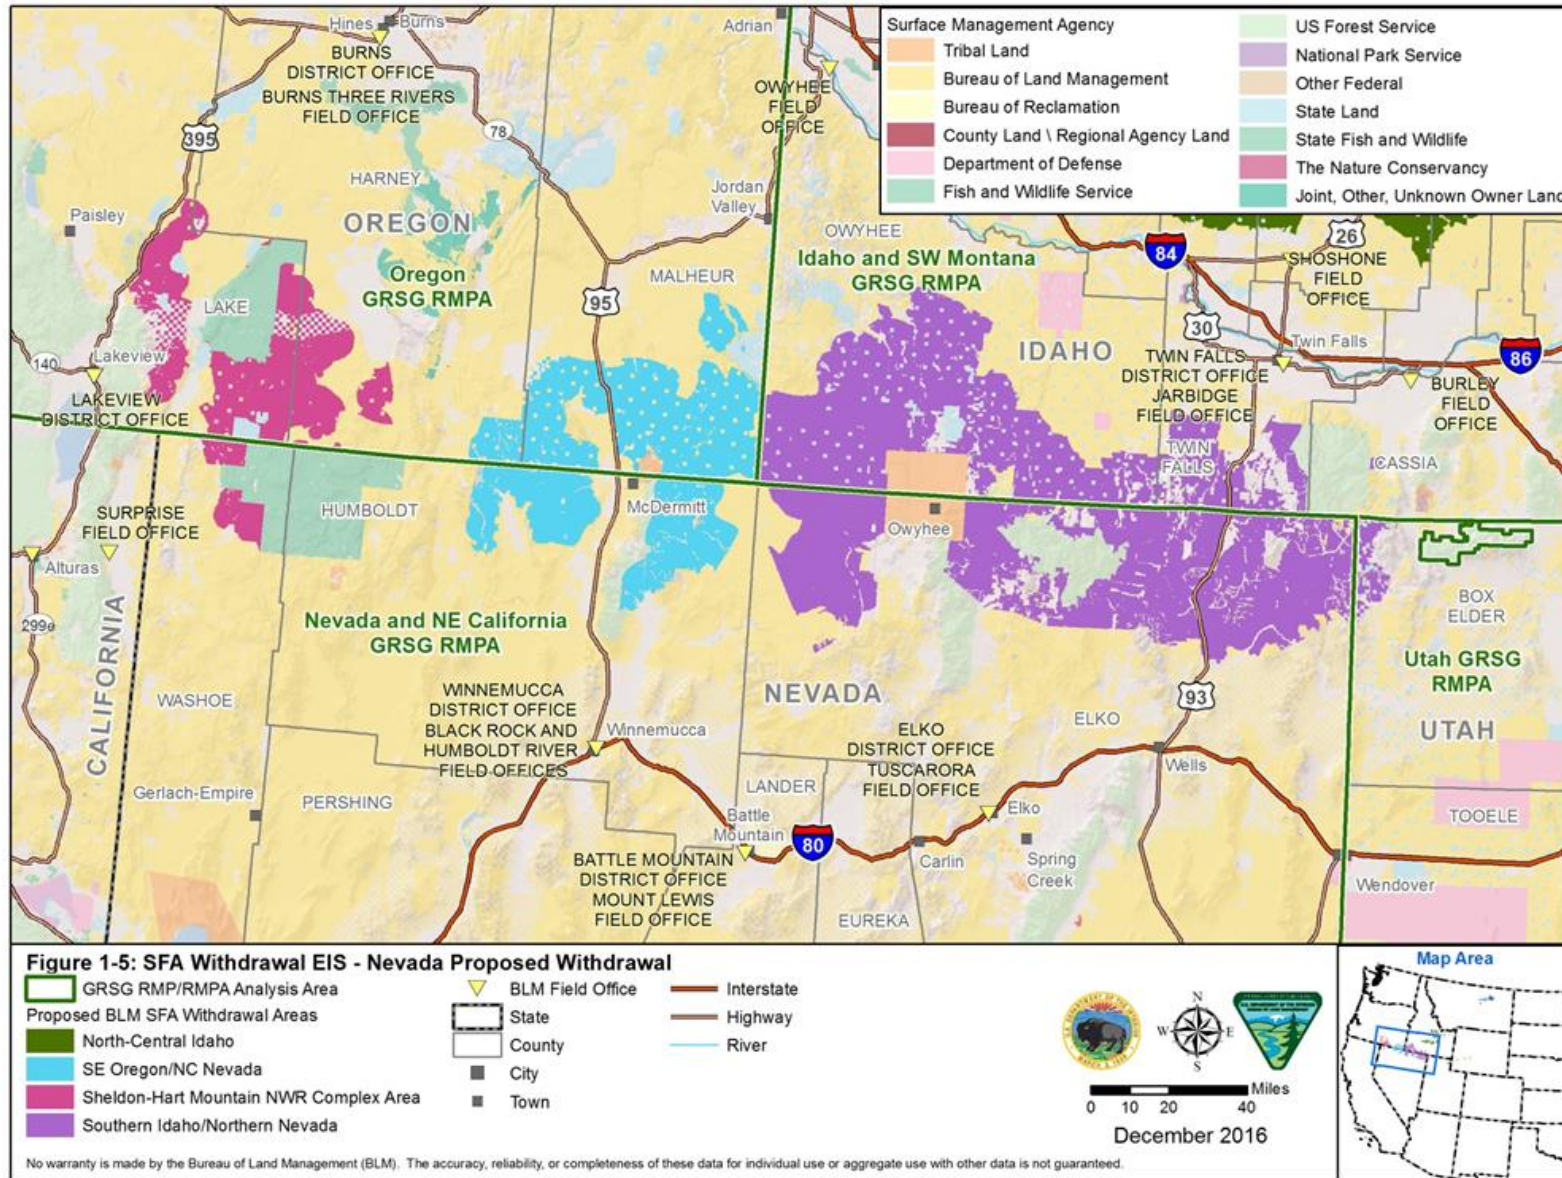 Hines
Burns
BURNS
DISTRICT OFFICE
BURNS THREE RIVERS
FIELD OFFICE
Adrian
OWYHEE
FIELD
OFFICE
395
78
HARNEY
Paisley
OREGON
Jordan
Valley
Oregon
GRSG RMPA
MALHEUR
OWYHEE
Idaho and SW Montana
GRSG RMPA
84
26
SHOSHONE
FIELD
OFFICE
LAKE
95
30
Twin Falls
IDAHO
86
140
Lakeview
LAKEVIEW
DISTRICT OFFICE
TWIN FALLS
DISTRICT OFFICE
JARBIDGE
FIELD OFFICE
BURLEY
FIELD
OFFICE
TWIN
FALLS
CASSIA
SURPRISE
FIELD OFFICE
HUMBOLDT
McDermitt
Owyhee
Alturas
299e
CALIFORNIA
Nevada and NE California
GRSG RMPA
BOX
ELDER
Utah GRSG
RMPA
UTAH
WASHOE
WINNEMUCCA
DISTRICT OFFICE
BLACK ROCK AND
HUMBOLDT RIVER
FIELD OFFICES
Winnemucca
NEVADA
93
ELKO
ELKO
DISTRICT OFFICE
TUSCARORA
FIELD OFFICE
Wells
Gerlach-Empire
PERSHING
LANDER
Battle
Mountain
80
Elko
Carlin
Spring
Creek
TOOELE
Wendover
BATTLE MOUNTAIN
DISTRICT OFFICE
MOUNT LEWIS
FIELD OFFICE
EUREKA
Surface Management Agency
Tribal Land
Bureau of Land Management
Bureau of Reclamation
County Land \ Regional Agency Land
Department of Defense
Fish and Wildlife Service
US Forest Service
National Park Service
Other Federal
State Land
State Fish and Wildlife
The Nature Conservancy
Joint, Other, Unknown Owner Land
Figure 1-5: SFA Withdrawal EIS - Nevada Proposed Withdrawal
GRSG RMP/RMPA Analysis Area
Proposed BLM SFA Withdrawal Areas
North-Central Idaho
SE Oregon/NC Nevada
Sheldon-Hart Mountain NWR Complex Area
Southern Idaho/Northern Nevada
BLM Field Office
State
County
City
Town
Interstate
Highway
River
N
W
E
S
Miles
0 10 20 40
December 2016
Map Area
No warranty is made by the Bureau of Land Management (BLM). The accuracy, reliability, or completeness of these data for individual use or aggregate use with other data is not guaranteed.